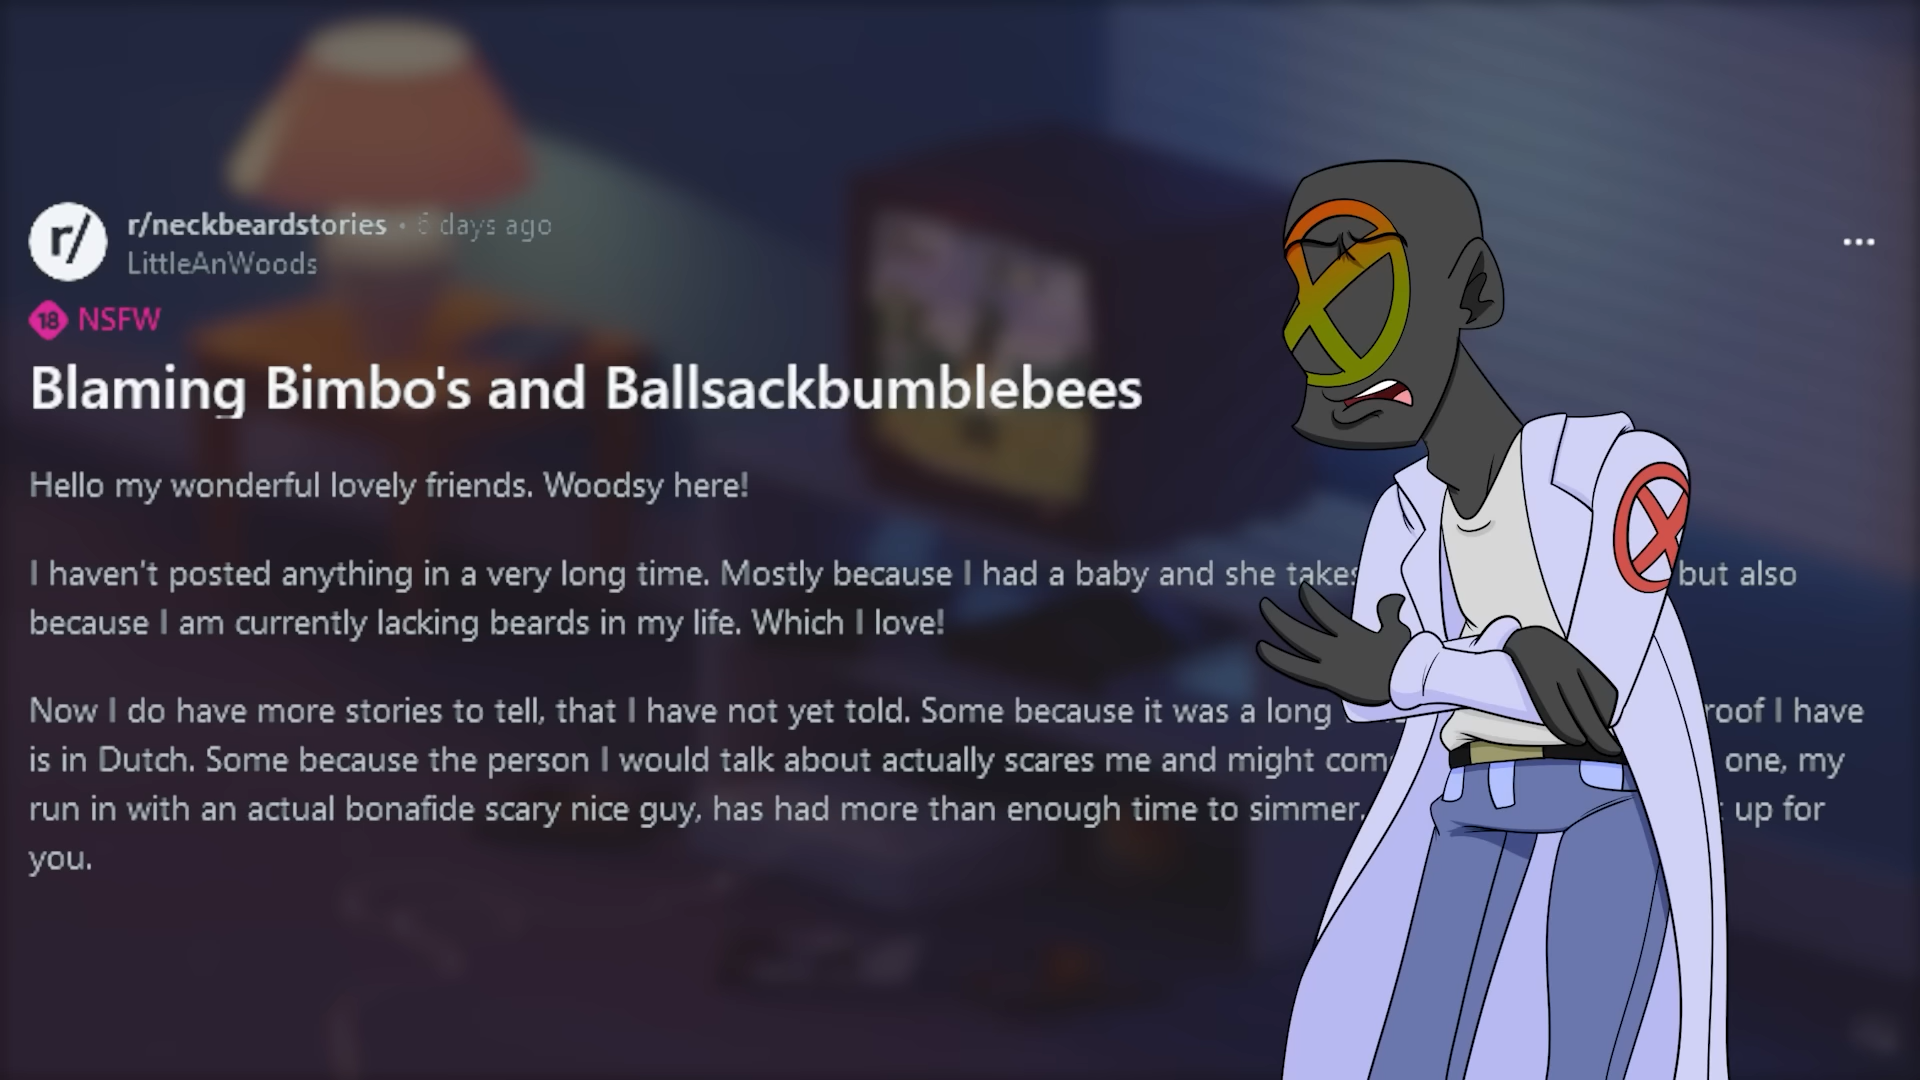 r/
r/neckbeardstories • 6 days ago
LittleAnWoods
18 NSFW
Blaming Bimbo's and Ballsackbumblebees
Hello my wonderful lovely friends. Woodsy here!
I haven't posted anything in a very long time. Mostly because I had a baby and she takes but also
because I am currently lacking beards in my life. Which I love!
Now I do have more stories to tell, that I have not yet told. Some because it was a long I have
is in Dutch. Some because the person I would talk about actually scares me and might one, my
run in with an actual bonafide scary nice guy, has had more than enough time to simmer. up for
you.